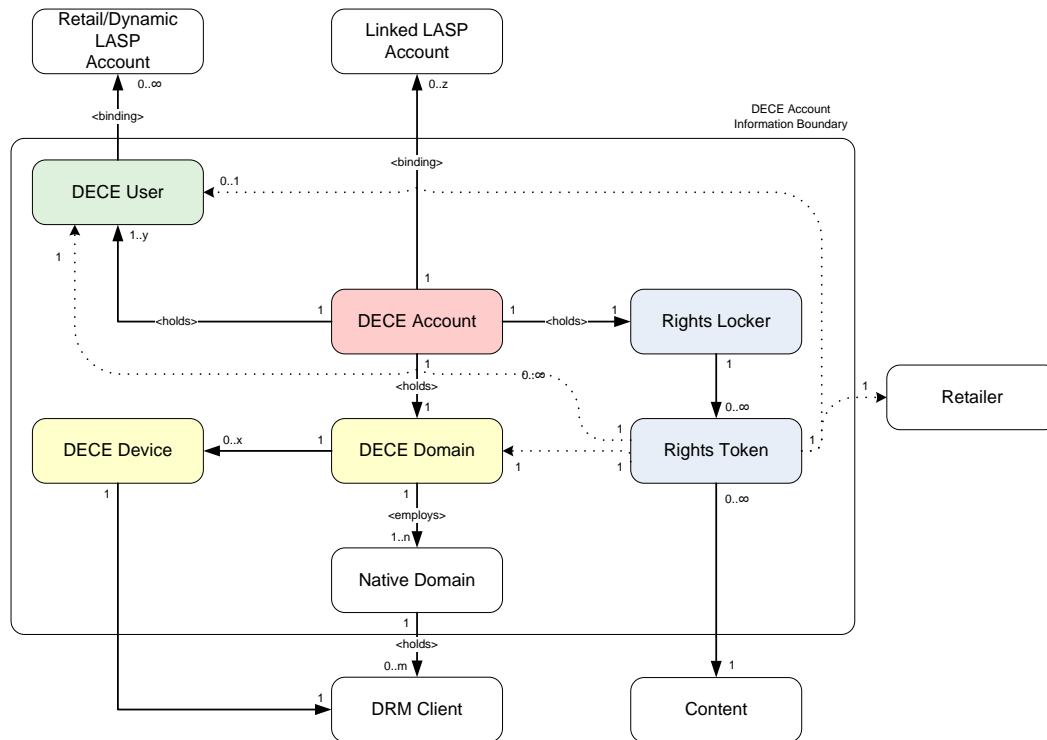 Retail/Dynamic
LASP
Account
Linked LASP
Account
0..∞
0..z
<binding>
DECE Account
Information Boundary
<binding>
DECE User
0..1
1..y
1
1
1
1
1
<holds>
DECE Account
<holds>
Rights Locker
1
1
<holds>
0..∞
1
Retailer
1
0..∞
0..x
1
1
DECE Device
DECE Domain
Rights Token
1
1
1
1
1
0..∞
<employs>
1..n
Native Domain
1
<holds>
0..m
1
1
DRM Client
Content